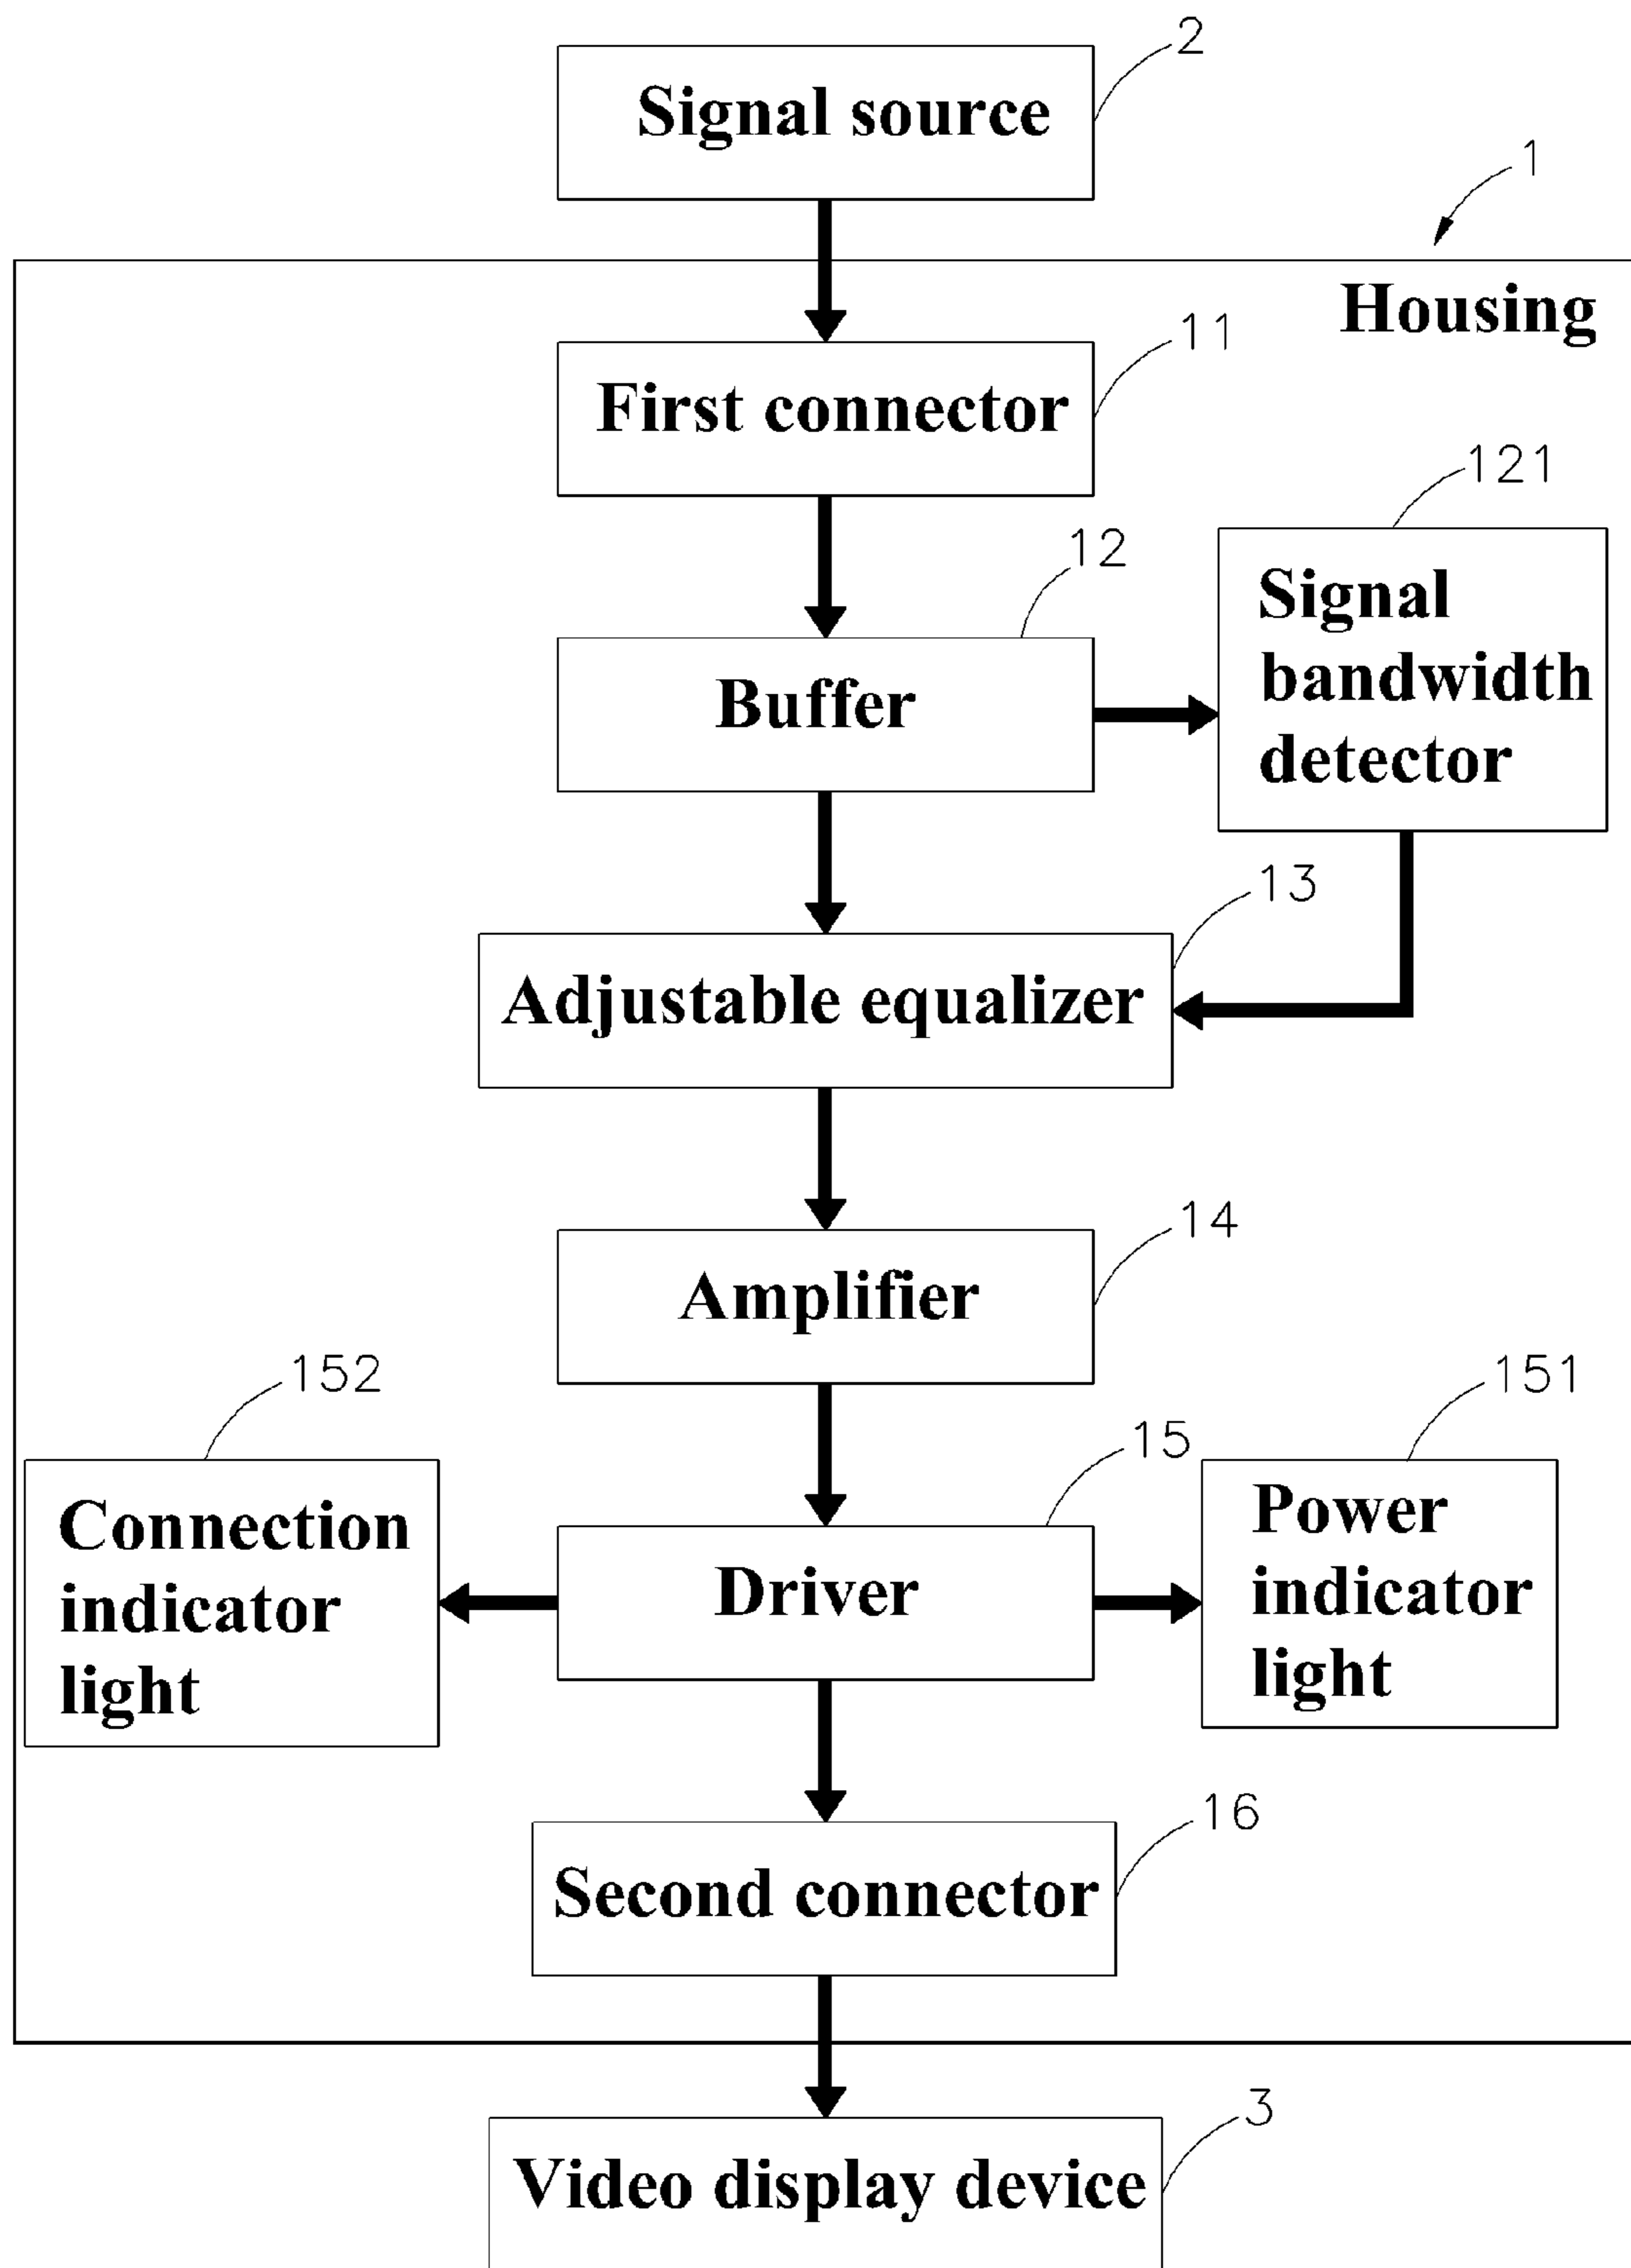 2
Signal source
1
Housing
11
First connector
121
12
Signal
bandwidth
detector
Buffer
13
Adjustable equalizer
14
Amplifier
152
151
15
Connection
indicator
light
Driver
Power
indicator
light
16
Second connector
3
Video display device